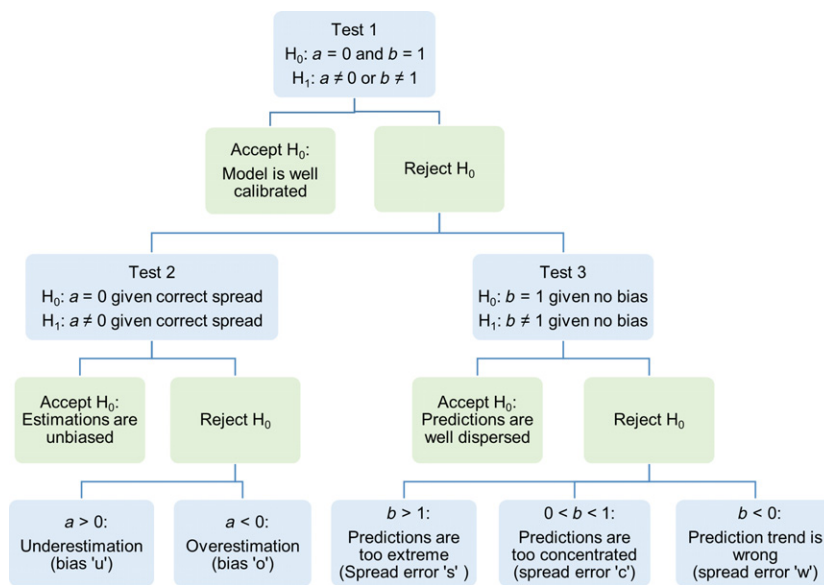 Test 1
H₀: a = 0 and b = 1
H₁: a ≠ 0 or b ≠ 1
Accept H₀:
Model is well
calibrated
Reject H₀
Test 2
H₀: a = 0 given correct spread
H₁: a ≠ 0 given correct spread
Test 3
H₀: b = 1 given no bias
H₁: b ≠ 1 given no bias
Accept H₀:
Estimations are
unbiased
Reject H₀
Accept H₀:
Predictions are
well dispersed
Reject H₀
a > 0:
Underestimation
(bias 'u')
a < 0:
Overestimation
(bias 'o')
b > 1:
Predictions are
too extreme
(Spread error 's' )
0 < b < 1:
Predictions are
too concentrated
(spread error 'c')
b < 0:
Prediction trend is
wrong
(spread error 'w')